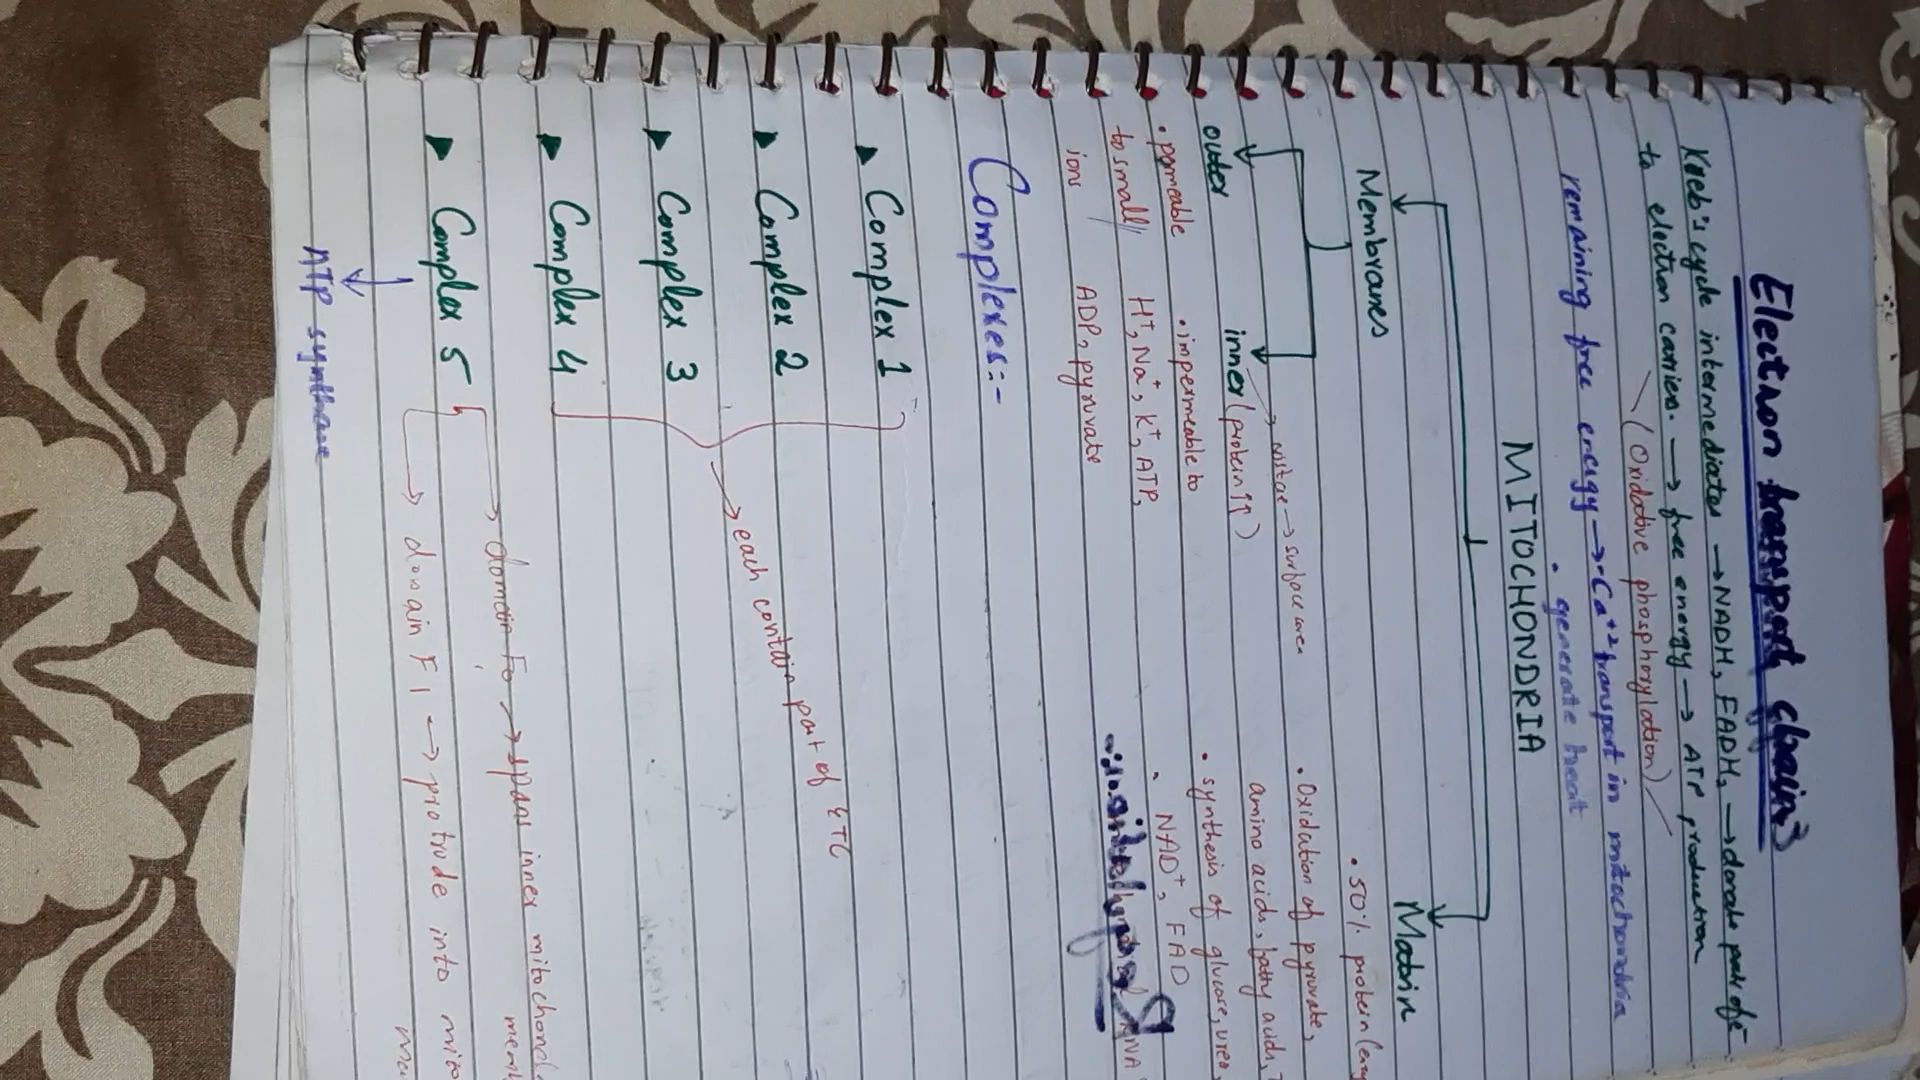 Electron transport chain
Kreb's cycle intermediates → NADH, FADH₂ → donate pair of e⁻
to electron carriers. → free energy → ATP production
(Oxidative phosphorylation)
remaining free energy → • Ca⁺² transport in mitochondria
• generate heat
MITOCHONDRIA
Membranes
Matrix
outer
inner (protein ↑↑)
→ surface area
• permeable
to small
ions
• impermeable to
H⁺, Na⁺, K⁺, ATP,
ADP, pyruvate
• 50% protein
• Oxidation of pyruvate,
amino acids, fatty acids,
• synthesis of glucose, urea,
• NAD⁺, FAD
Complexes:-
▸ Complex 1
▸ Complex 2
▸ Complex 3
▸ Complex 4
→ each contain part of ETC
▸ Complex 5
→ domain Fo → spans inner
→ domain F1 → protrude into
ATP synthase